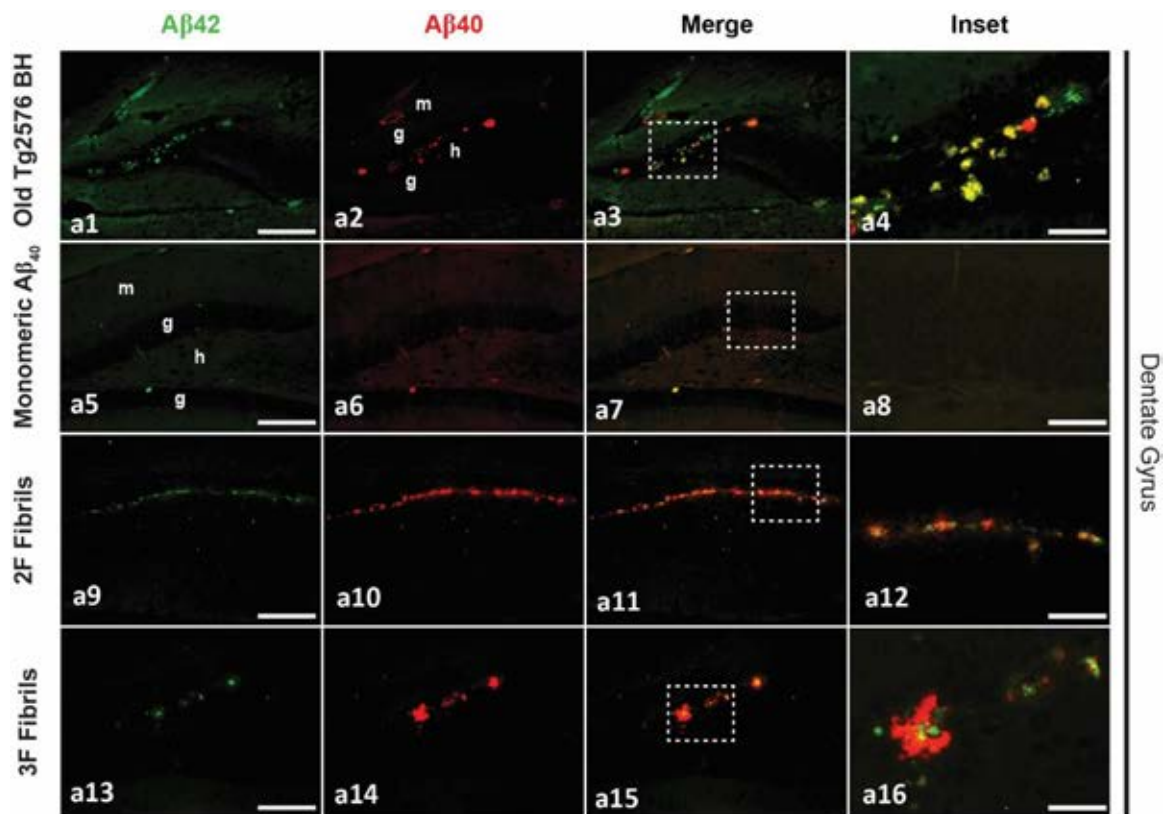 Aβ42 Aβ40 Merge Inset
Old Tg2576 BH
m
g
h
g
a1 a2 a3 a4
Monomeric Aβ40
m
g
h
g
a5 a6 a7 a8
2F Fibrils
a9 a10 a11 a12
3F Fibrils
a13 a14 a15 a16
Dentate Gyrus